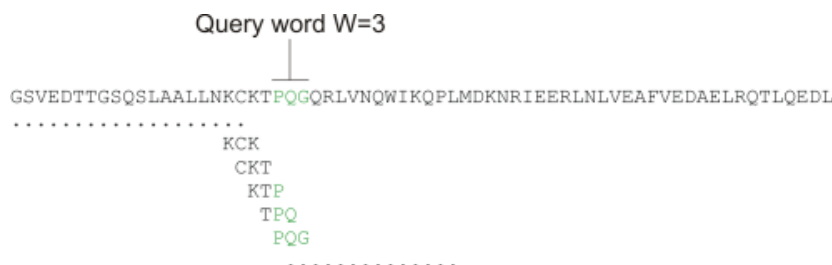 Query word W=3
GSVEDTTGSQSLAALLNKCKTPQGQRLVNQWIKQPLMDKNRIEERLNLVEAFVEDAELRQTLQEDL
...................
KCK
CKT
KTP
TPQ
PQG
..............